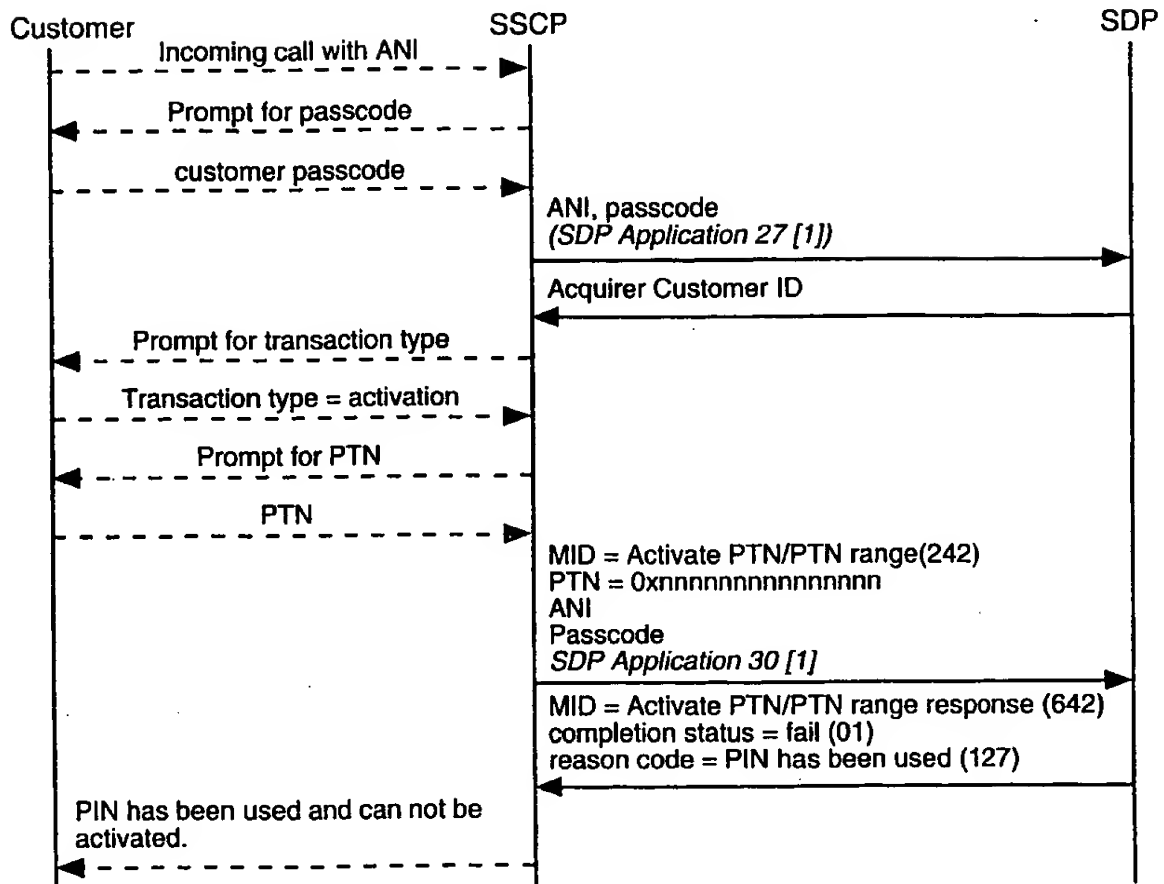 Customer
SSCP
SDP
Incoming call with ANI
Prompt for passcode
customer passcode
ANI, passcode
(SDP Application 27 [1])
Acquirer Customer ID
Prompt for transaction type
Transaction type = activation
Prompt for PTN
PTN
MID = Activate PTN/PTN range(242)
PTN = 0xnnnnnnnnnnnnnnnn
ANI
Passcode
SDP Application 30 [1]
MID = Activate PTN/PTN range response (642)
completion status = fail (01)
reason code = PIN has been used (127)
PIN has been used and can not be
activated.